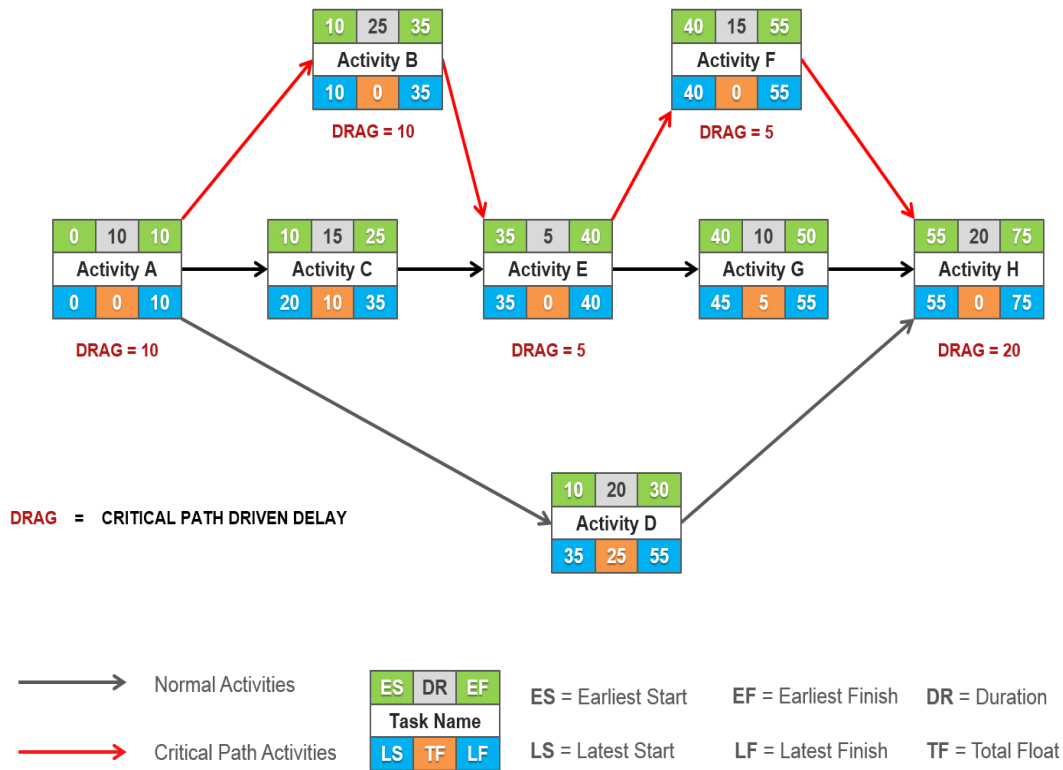 10 25 35
Activity B
10 0 35
DRAG = 10
40 15 55
Activity F
40 0 55
DRAG = 5
0 10 10
Activity A
0 0 10
DRAG = 10
10 15 25
Activity C
20 10 35
35 5 40
Activity E
35 0 40
DRAG = 5
40 10 50
Activity G
45 5 55
55 20 75
Activity H
55 0 75
DRAG = 20
10 20 30
Activity D
35 25 55
DRAG = CRITICAL PATH DRIVEN DELAY
Normal Activities
Critical Path Activities
ES DR EF
Task Name
LS TF LF
ES = Earliest Start
EF = Earliest Finish
DR = Duration
LS = Latest Start
LF = Latest Finish
TF = Total Float